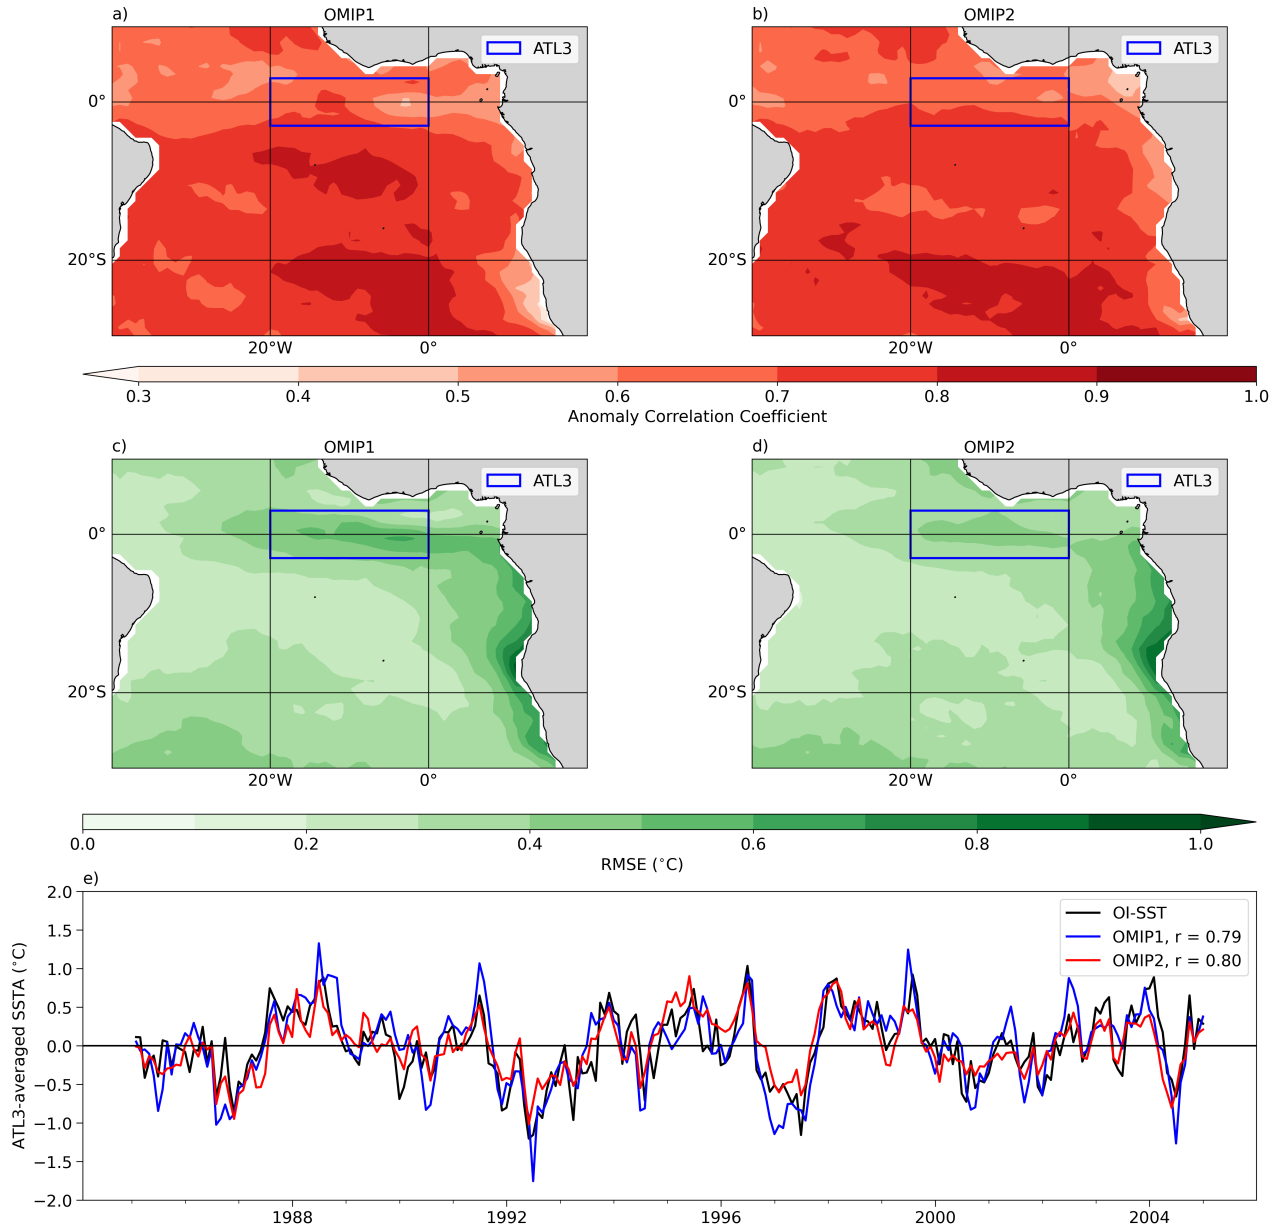 a) OMIP1
ATL3
0°
20°S
20°W 0°
b) OMIP2
ATL3
0°
20°S
20°W 0°
0.3 0.4 0.5 0.6 0.7 0.8 0.9 1.0
Anomaly Correlation Coefficient
c) OMIP1
ATL3
0°
20°S
20°W 0°
d) OMIP2
ATL3
0°
20°S
20°W 0°
0.0 0.2 0.4 0.6 0.8 1.0
RMSE (°C)
e)
ATL3-averaged SSTA (°C)
2.0
1.5
1.0
0.5
0.0
−0.5
−1.0
−1.5
−2.0
OI-SST
OMIP1, r = 0.79
OMIP2, r = 0.80
1988 1992 1996 2000 2004